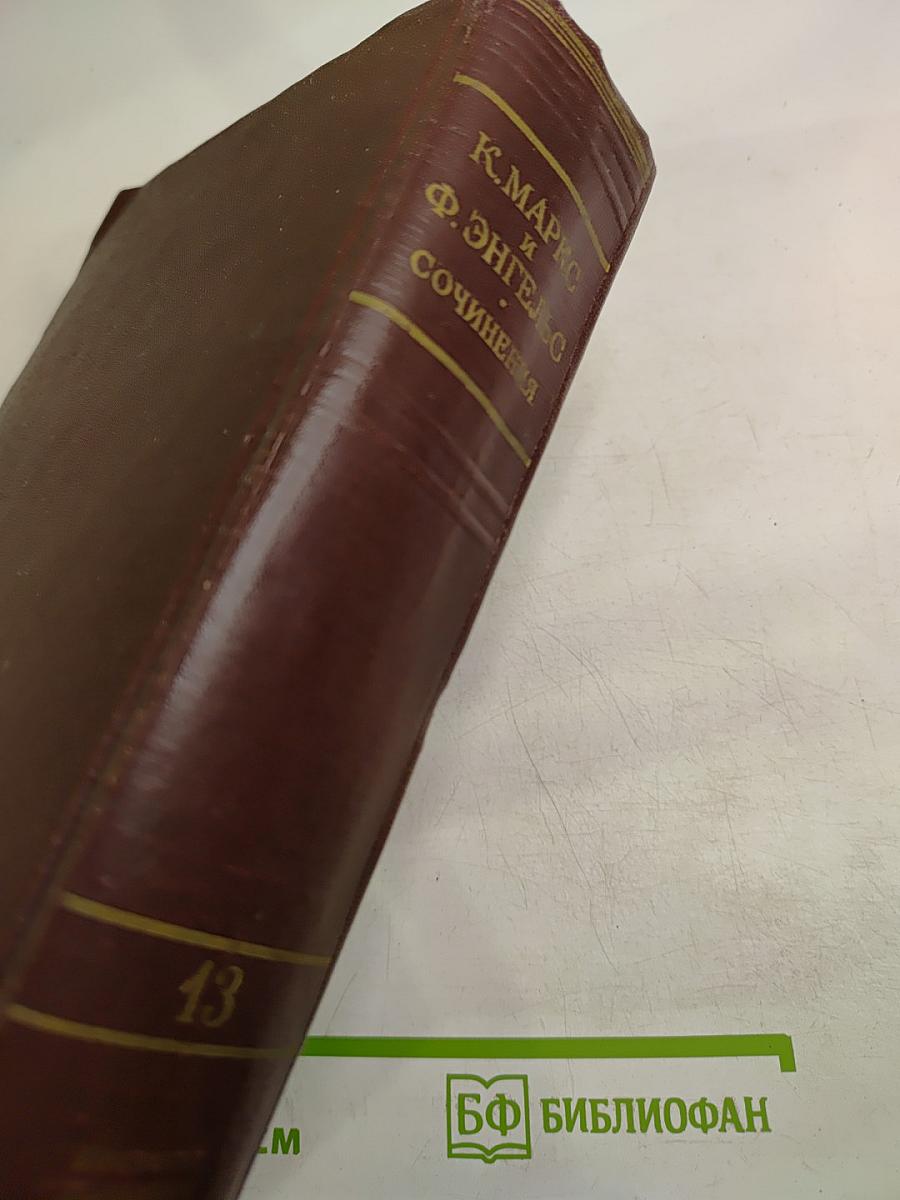 К. МАРКС
и
Ф. ЭНГЕЛЬС
СОЧИНЕНИЯ
13
БФ БИБЛИОФАН